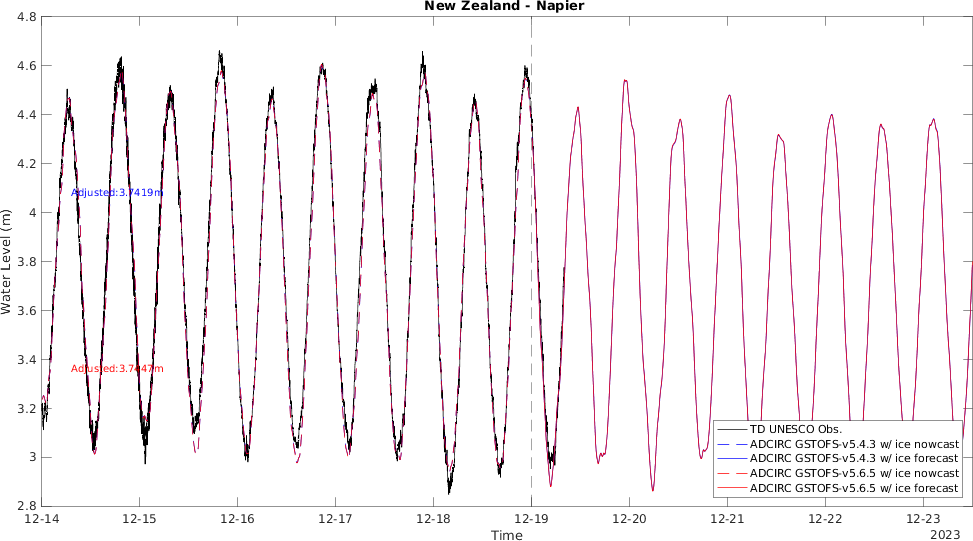 New Zealand - Napier
4.8
4.6
4.4
4.2
4
3.8
3.6
3.4
3.2
3
2.8
Water Level (m)
Adjusted:3.7419m
Adjusted:3.7447m
TD UNESCO Obs.
ADCIRC GSTOFS-v5.4.3 w/ ice nowcast
ADCIRC GSTOFS-v5.4.3 w/ ice forecast
ADCIRC GSTOFS-v5.6.5 w/ ice nowcast
ADCIRC GSTOFS-v5.6.5 w/ ice forecast
12-14 12-15 12-16 12-17 12-18 12-19 12-20 12-21 12-22 12-23
Time 2023